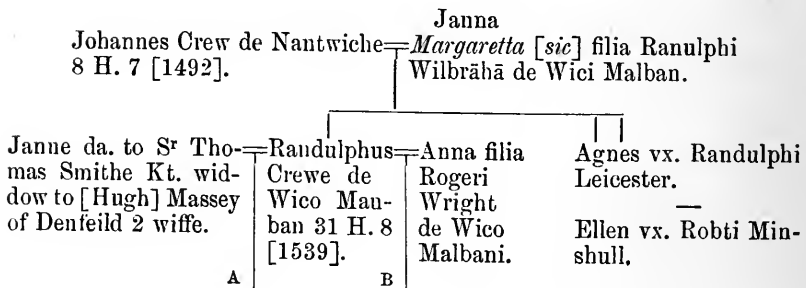 Janna
Johannes Crew de Nantwiche=Margaretta [sic] filia Ranulphi
8 H. 7 [1492].
Wilbrāhā de Wici Malban.
Janne da. to Sr Tho-
mas Smithe Kt. wid-
dow to [Hugh] Massey
of Denfeild 2 wiffe.
A
Randulphus
Crewe de
Wico Mau-
ban 31 H. 8
[1539].
B
Anna filia
Rogeri
Wright
de Wico
Malbani.
Agnes vx. Randulphi
Leicester.
—
Ellen vx. Robti Min-
shull.